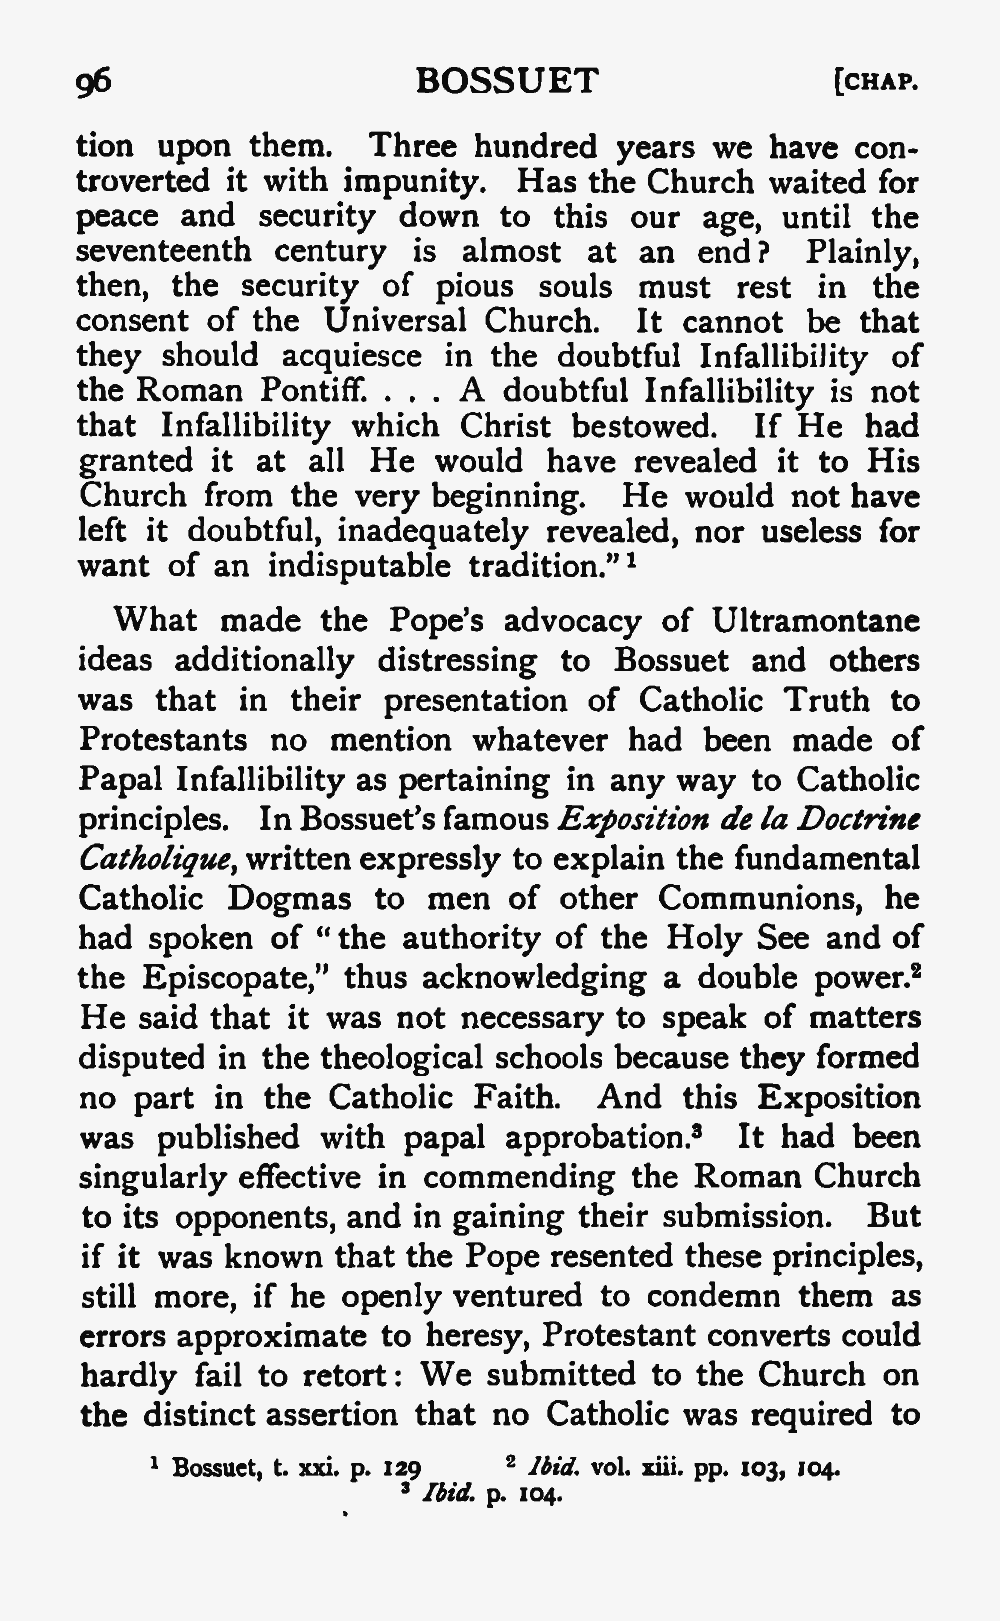 96 BOSSUET [CHAP.
tion upon them. Three hundred years we have con-
troverted it with impunity. Has the Church waited for
peace and security down to this our age, until the
seventeenth century is almost at an end? Plainly,
then, the security of pious souls must rest in the
consent of the Universal Church. It cannot be that
they should acquiesce in the doubtful Infallibility of
the Roman Pontiff. . . . A doubtful Infallibility is not
that Infallibility which Christ bestowed. If He had
granted it at all He would have revealed it to His
Church from the very beginning. He would not have
left it doubtful, inadequately revealed, nor useless for
want of an indisputable tradition.” ¹
What made the Pope's advocacy of Ultramontane
ideas additionally distressing to Bossuet and others
was that in their presentation of Catholic Truth to
Protestants no mention whatever had been made of
Papal Infallibility as pertaining in any way to Catholic
principles. In Bossuet's famous Exposition de la Doctrine
Catholique, written expressly to explain the fundamental
Catholic Dogmas to men of other Communions, he
had spoken of “the authority of the Holy See and of
the Episcopate,” thus acknowledging a double power.²
He said that it was not necessary to speak of matters
disputed in the theological schools because they formed
no part in the Catholic Faith. And this Exposition
was published with papal approbation.³ It had been
singularly effective in commending the Roman Church
to its opponents, and in gaining their submission. But
if it was known that the Pope resented these principles,
still more, if he openly ventured to condemn them as
errors approximate to heresy, Protestant converts could
hardly fail to retort: We submitted to the Church on
the distinct assertion that no Catholic was required to
¹ Bossuet, t. xxi. p. 129 ² Ibid. vol. xiii. pp. 103, 104.
³ Ibid. p. 104.